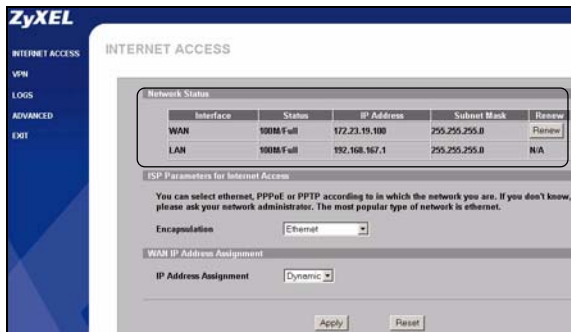 ZyXEL
INTERNET ACCESS
VPN
LOGS
ADVANCED
EXIT
INTERNET ACCESS
Network Status
Interface Status IP Address Subnet Mask Renew
WAN 100M/Full 172.23.19.100 255.255.255.0 Renew
LAN 100M/Full 192.168.167.1 255.255.255.0 N/A
ISP Parameters for Internet Access
You can select ethernet, PPPoE or PPTP according to in which the network you are. If you don't know,
please ask your network administrator. The most popular type of network is ethernet.
Encapsulation Ethernet
WAN IP Address Assignment
IP Address Assignment Dynamic
Apply Reset